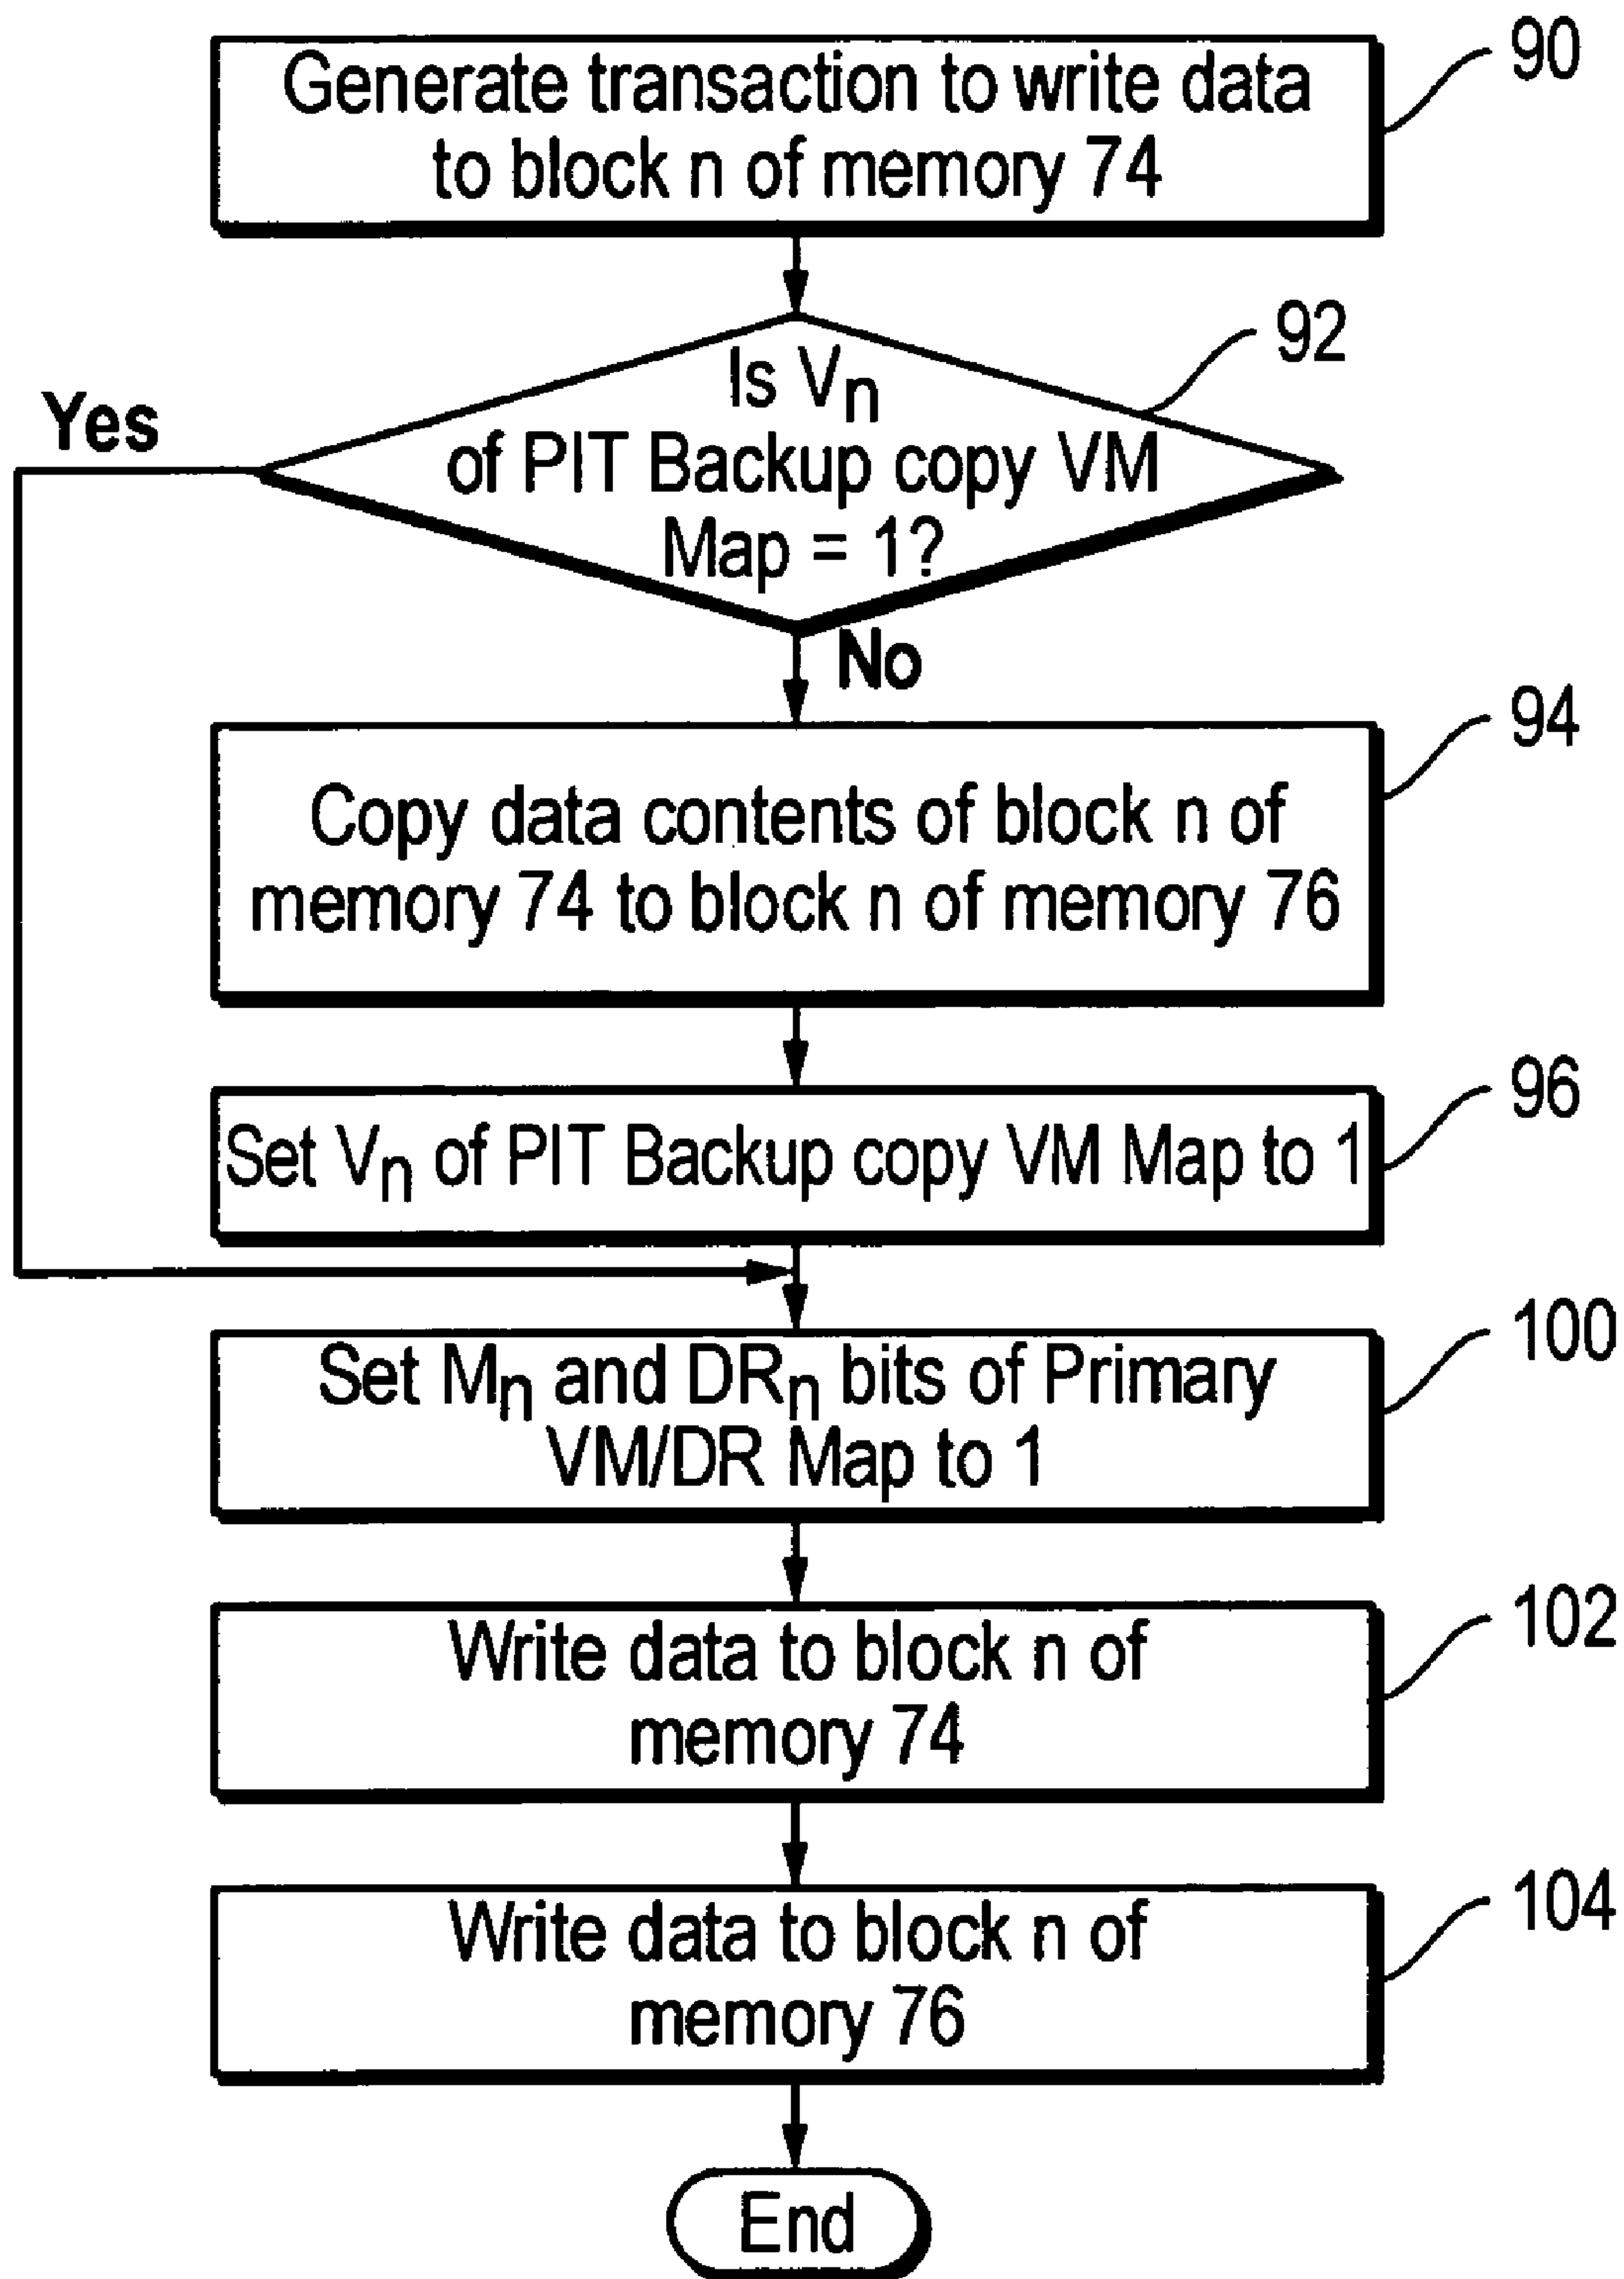 Generate transaction to write data
to block n of memory 74
90
Is Vn
of PIT Backup copy VM
Map = 1?
92
Yes
No
Copy data contents of block n of
memory 74 to block n of memory 76
94
Set Vn of PIT Backup copy VM Map to 1
96
Set Mn and DRn bits of Primary
VM/DR Map to 1
100
Write data to block n of
memory 74
102
Write data to block n of
memory 76
104
End